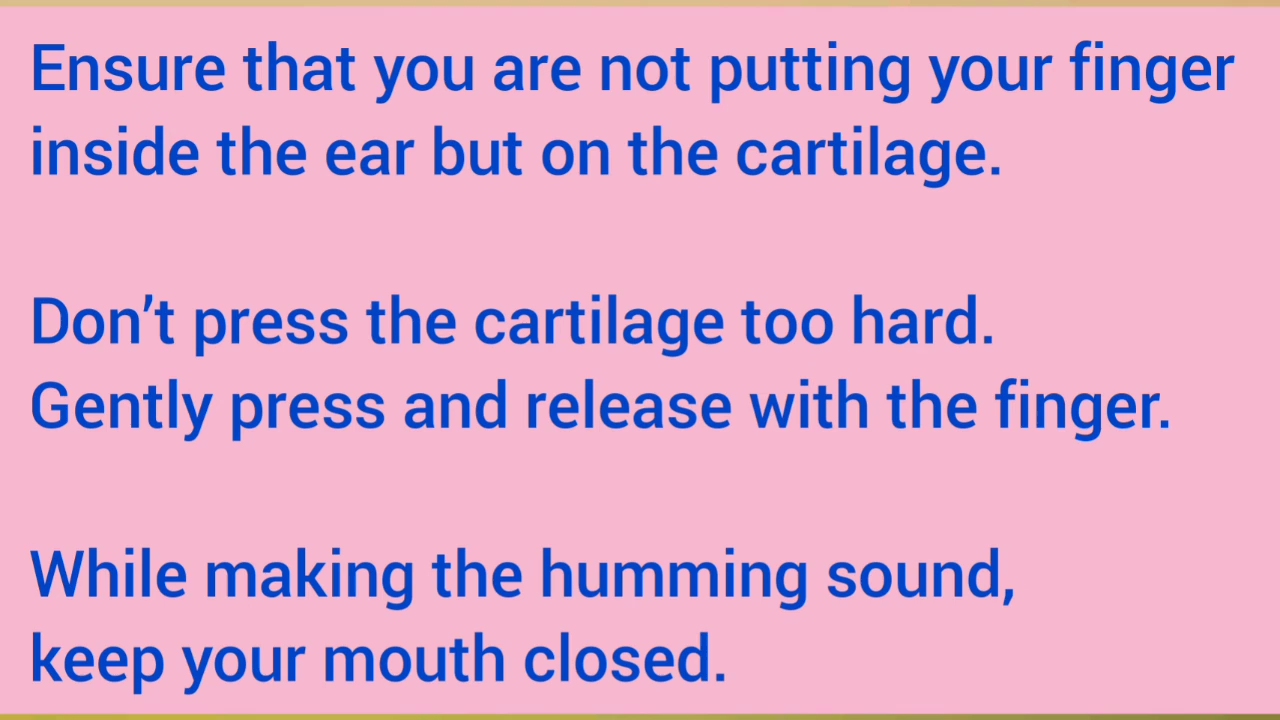 Ensure that you are not putting your finger
inside the ear but on the cartilage.
Don’t press the cartilage too hard.
Gently press and release with the finger.
While making the humming sound,
keep your mouth closed.